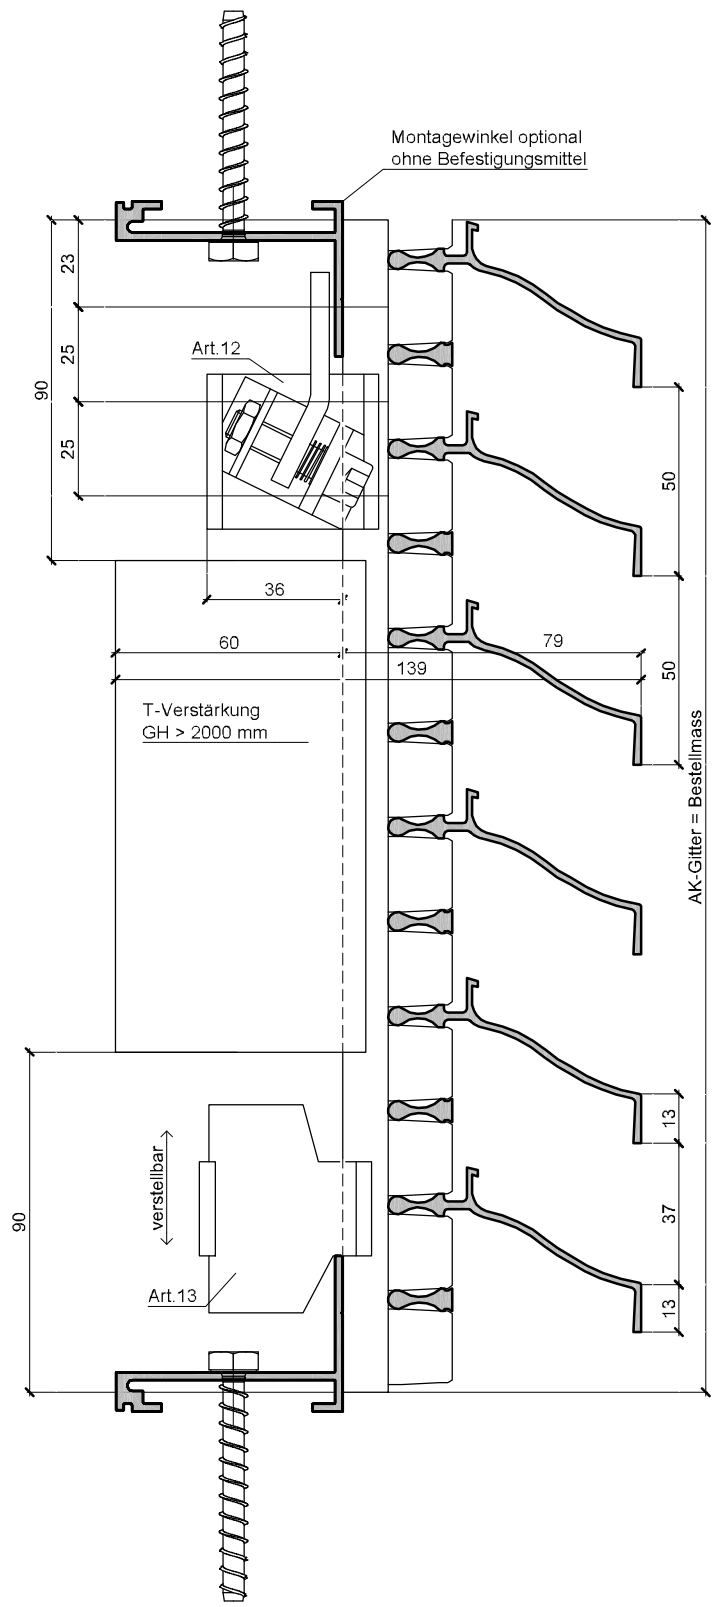 Montagewinkel optional
ohne Befestigungsmittel
23
25
Art.12
90
25
50
36
60
79
139
50
T-Verstärkung
GH > 2000 mm
AK-Gitter = Bestellmass
13
verstellbar
37
90
Art.13
13